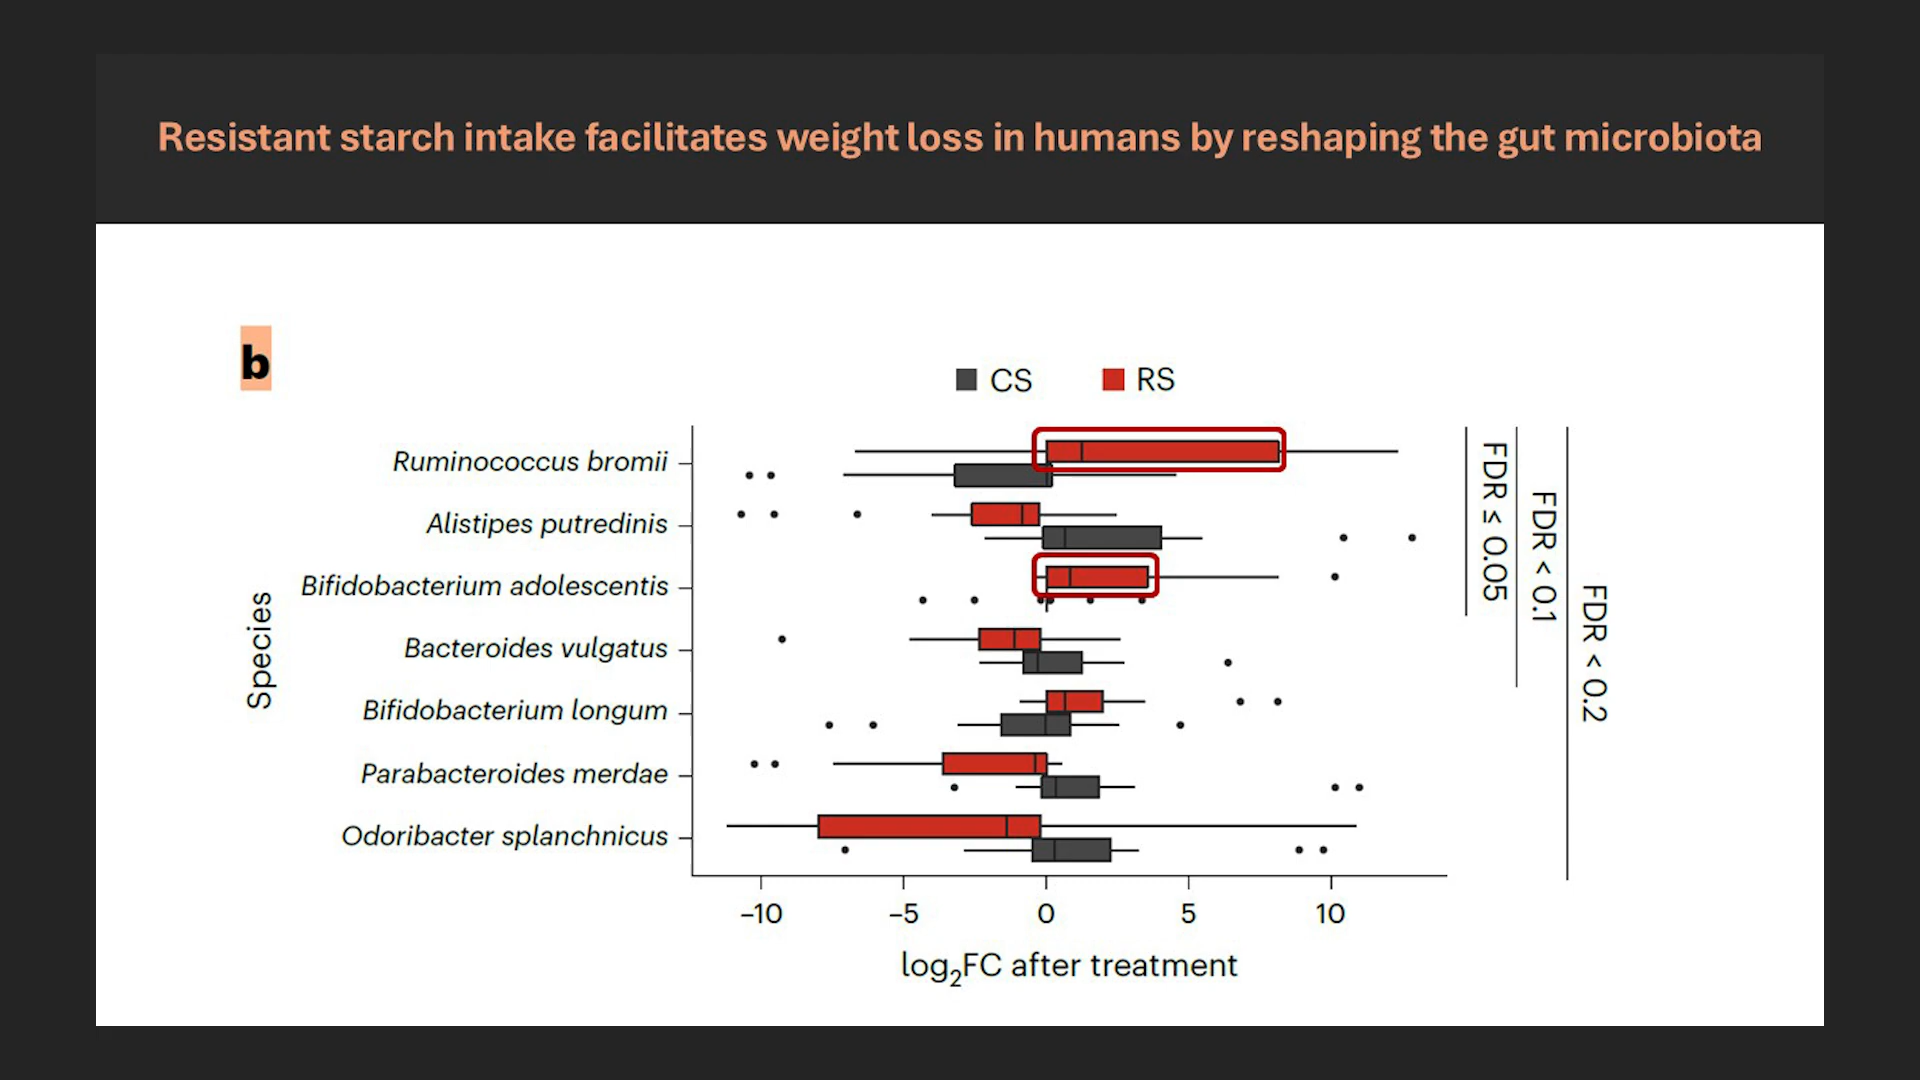 Resistant starch intake facilitates weight loss in humans by reshaping the gut microbiota
b
CS RS
Species
Ruminococcus bromii
Alistipes putredinis
Bifidobacterium adolescentis
Bacteroides vulgatus
Bifidobacterium longum
Parabacteroides merdae
Odoribacter splanchnicus
FDR ≤ 0.05
FDR < 0.1
FDR < 0.2
–10 –5 0 5 10
log₂FC after treatment